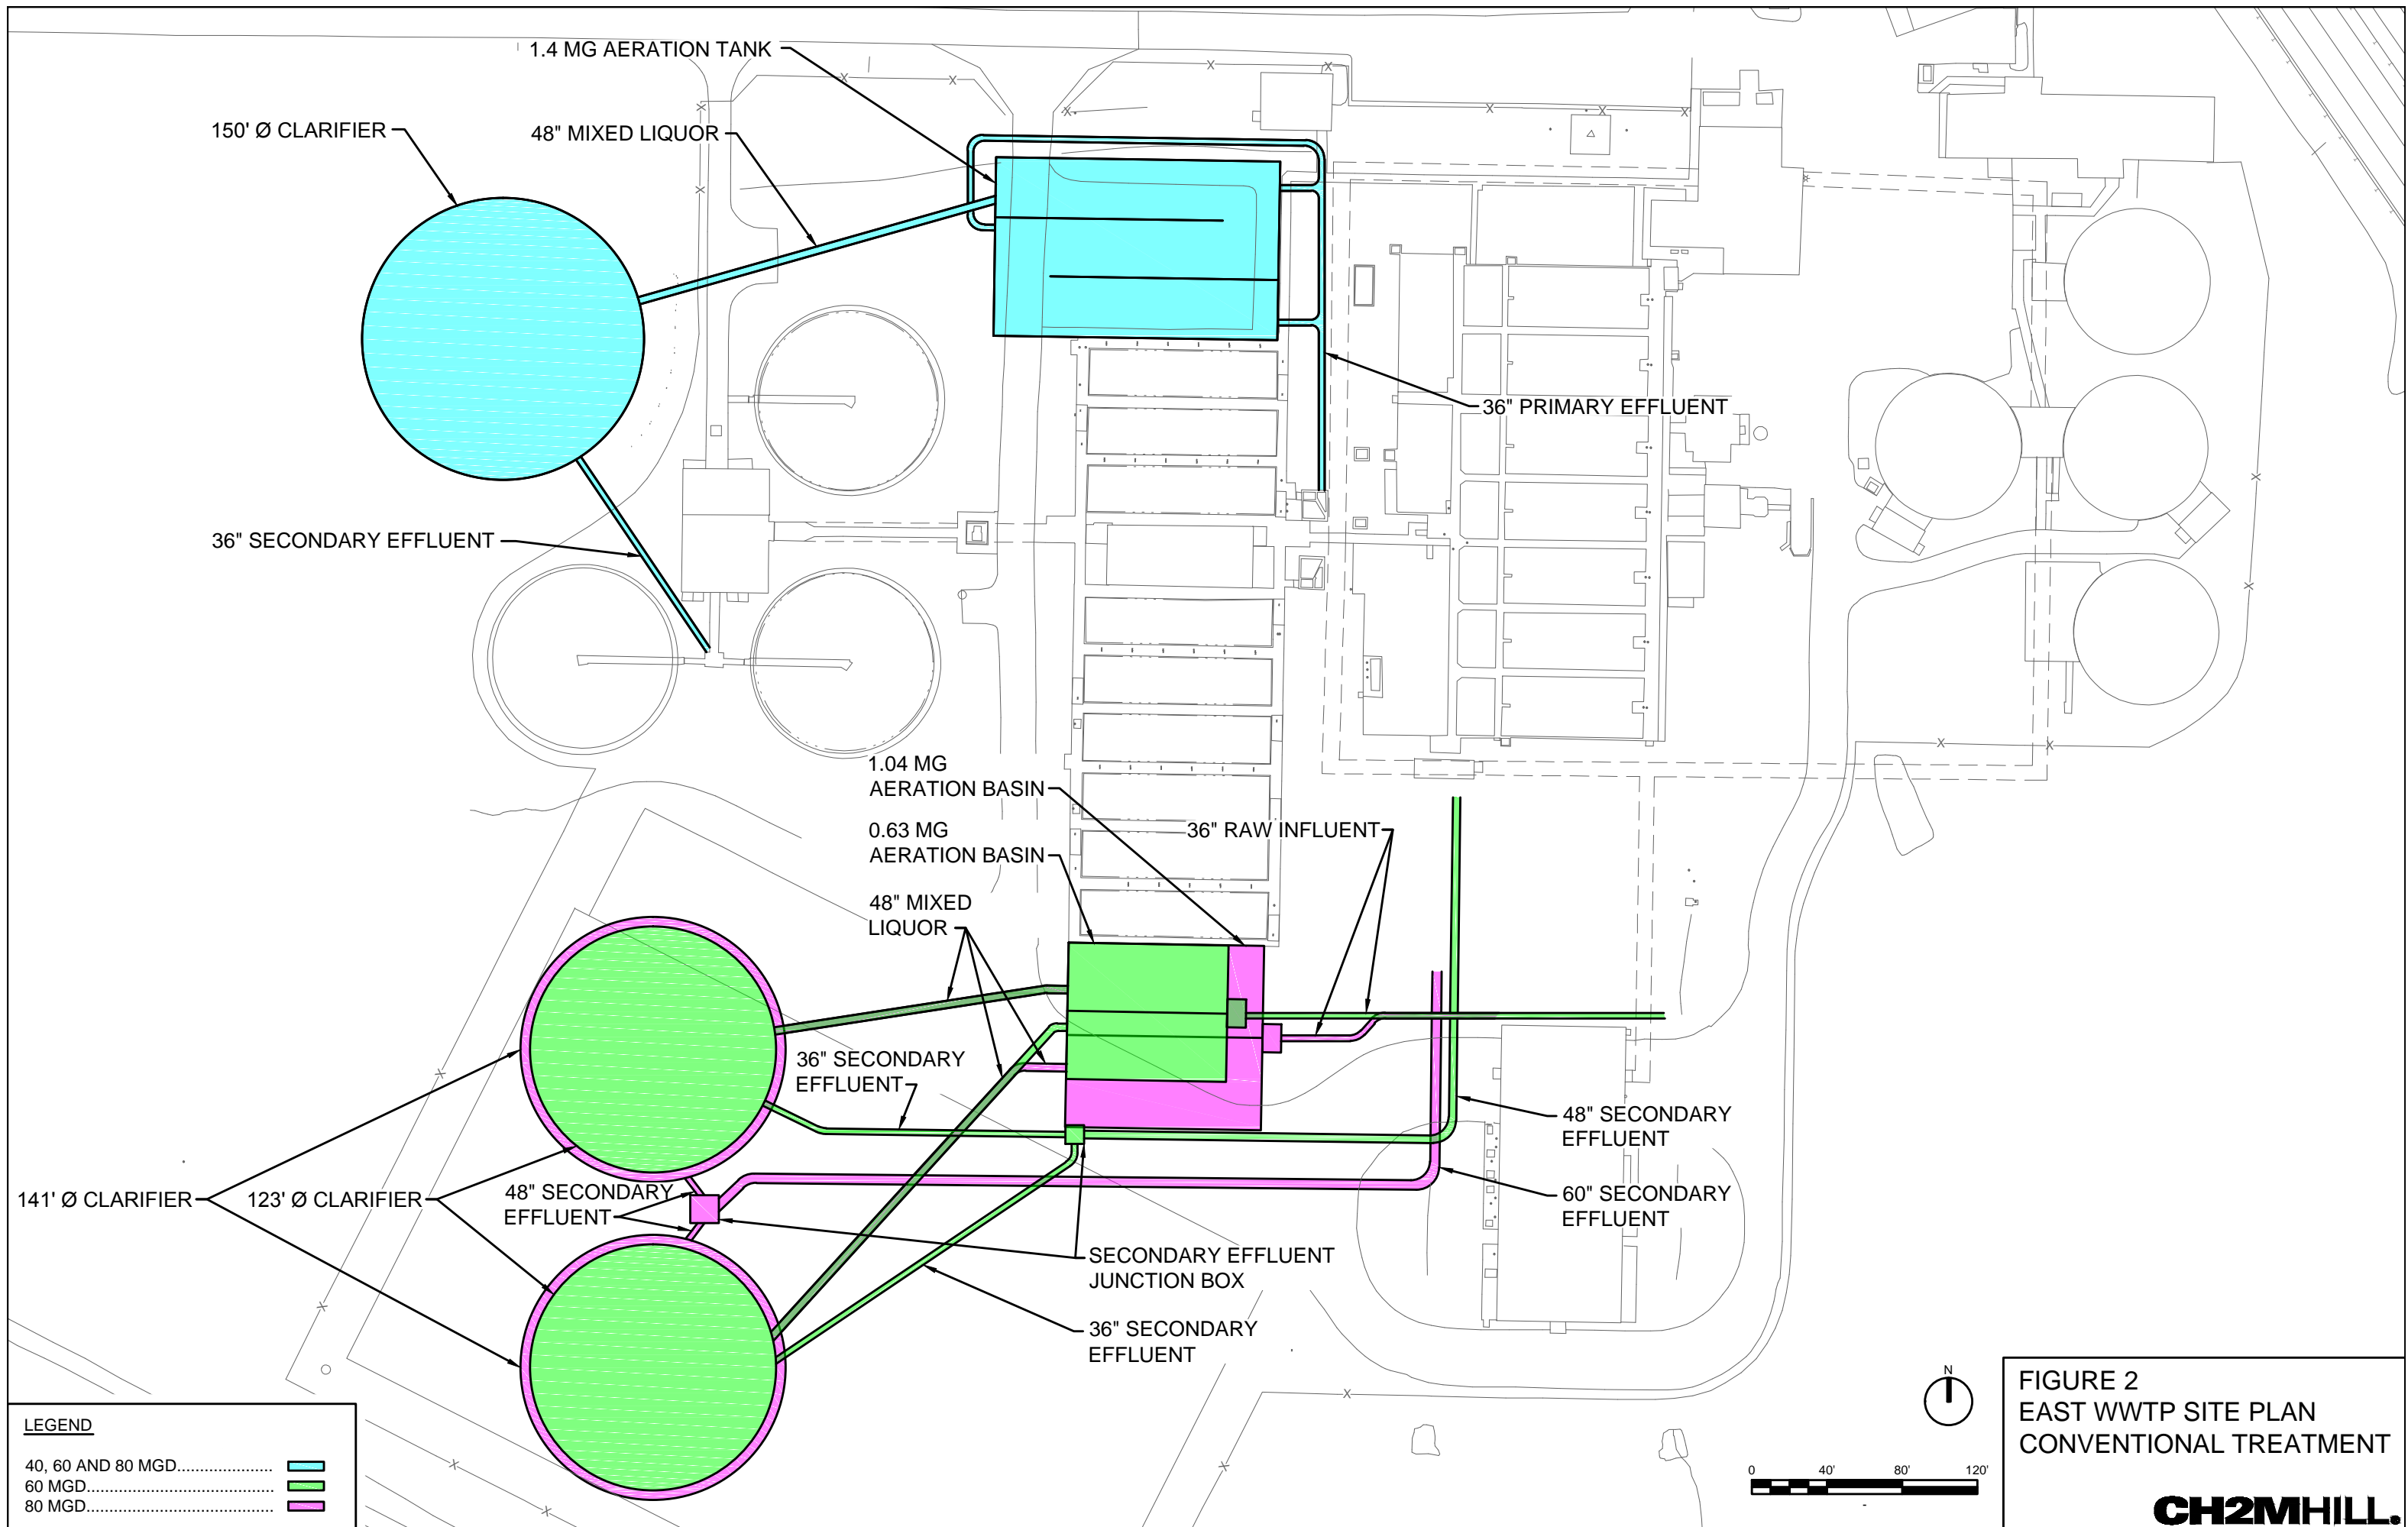 1.4 MG AERATION TANK
150' Ø CLARIFIER
48" MIXED LIQUOR
36" PRIMARY EFFLUENT
36" SECONDARY EFFLUENT
1.04 MG
AERATION BASIN
0.63 MG
AERATION BASIN
36" RAW INFLUENT
48" MIXED
LIQUOR
36" SECONDARY
EFFLUENT
48" SECONDARY
EFFLUENT
141' Ø CLARIFIER
123' Ø CLARIFIER
48" SECONDARY
EFFLUENT
60" SECONDARY
EFFLUENT
SECONDARY EFFLUENT
JUNCTION BOX
36" SECONDARY
EFFLUENT
LEGEND
40, 60 AND 80 MGD.....................
60 MGD.........................................
80 MGD.........................................
N
0 40' 80' 120'
FIGURE 2
EAST WWTP SITE PLAN
CONVENTIONAL TREATMENT
CH2MHILL.